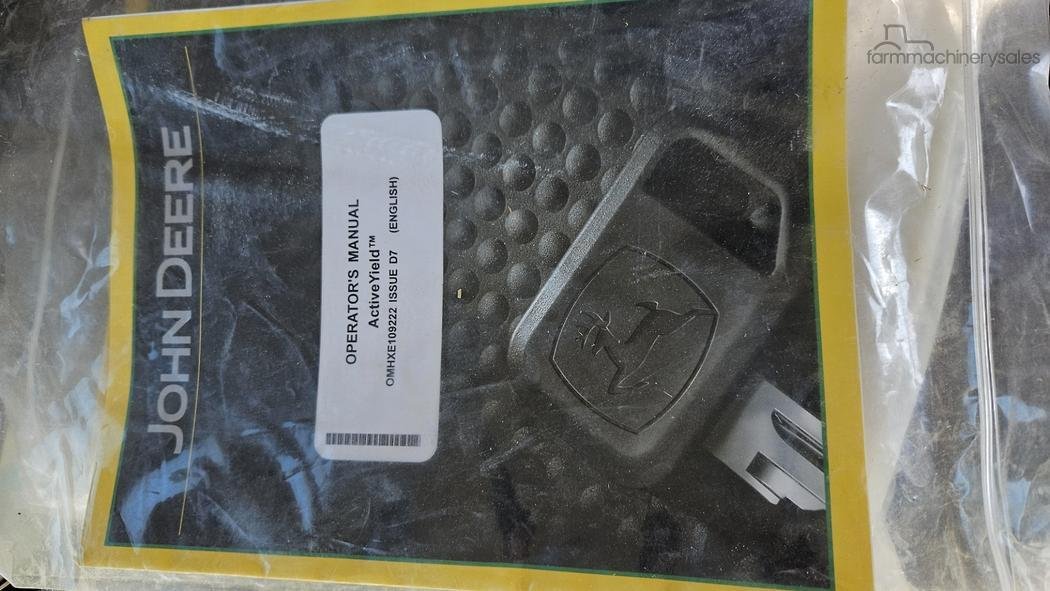 farmmachinerysales
JOHN DEERE
OPERATOR'S MANUAL
ActiveYield™
OMHXE109222 ISSUE D7 (ENGLISH)